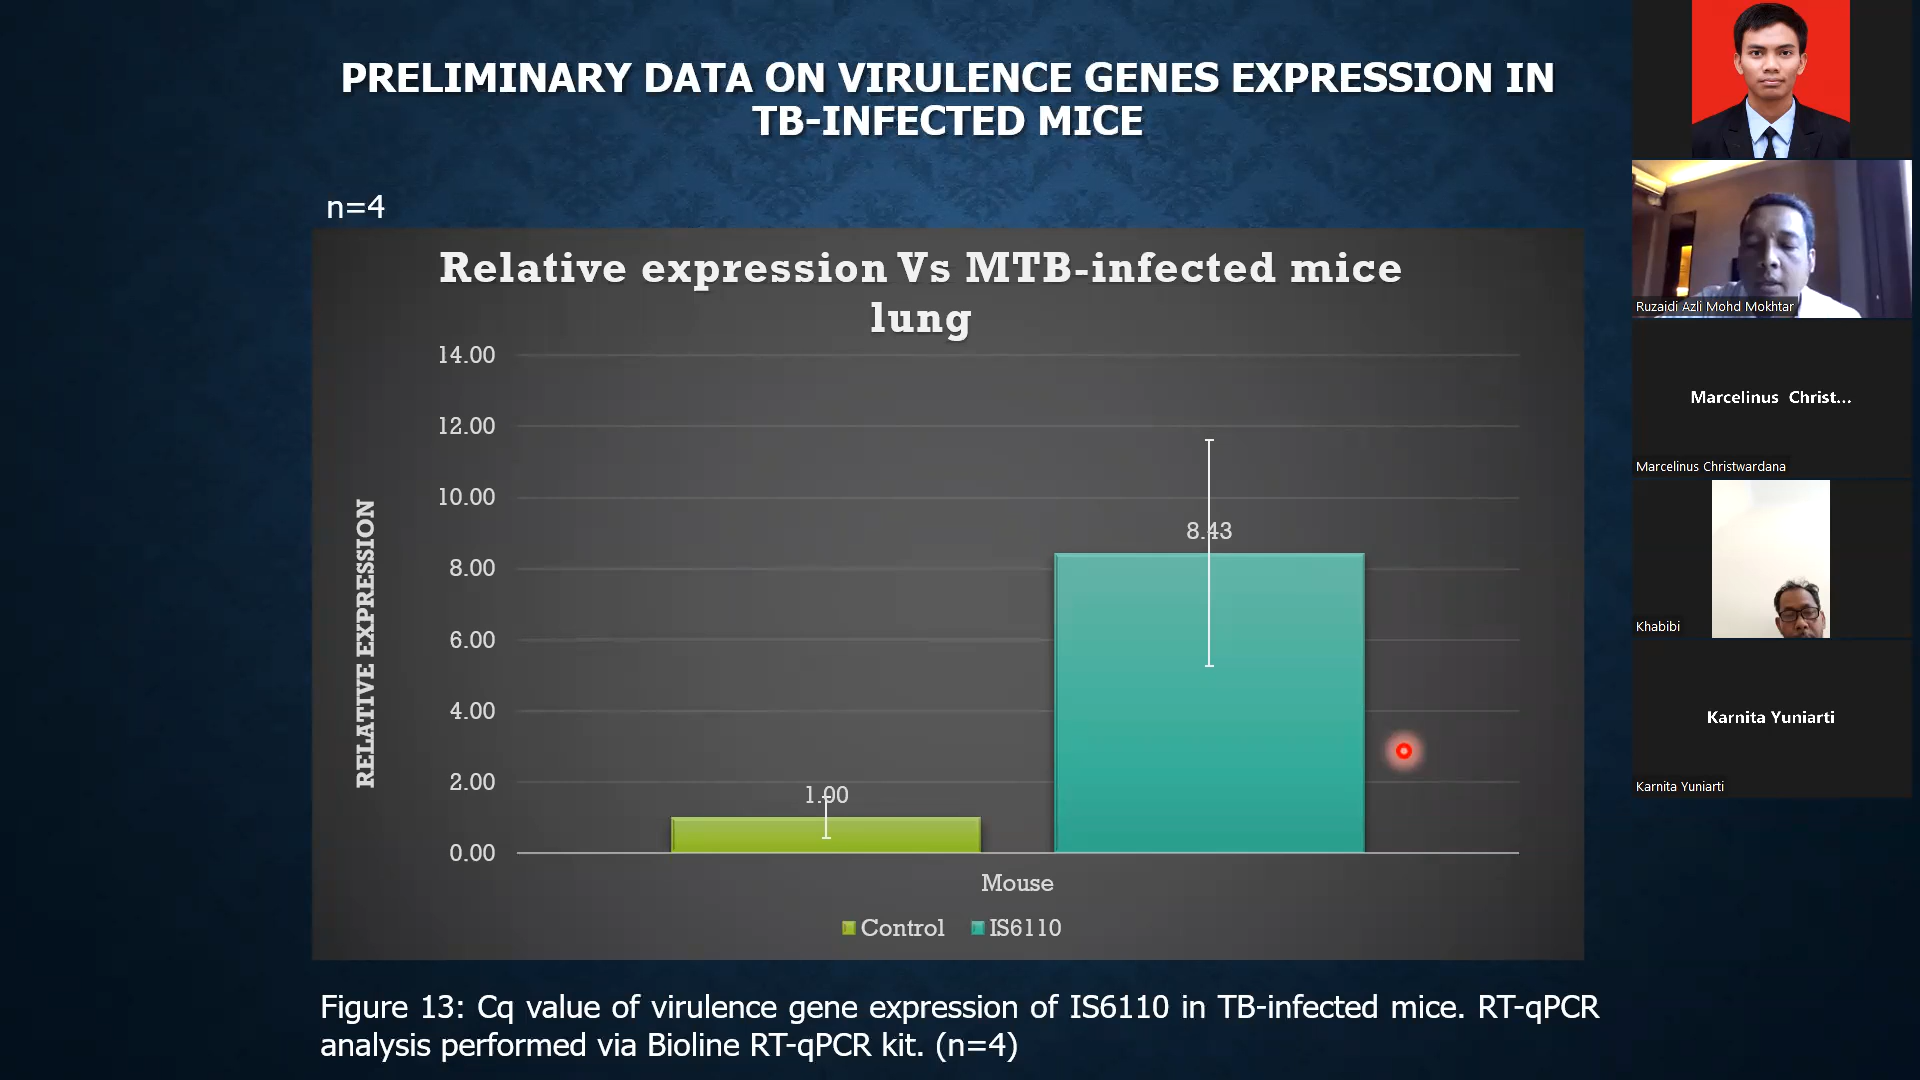 PRELIMINARY DATA ON VIRULENCE GENES EXPRESSION IN
TB-INFECTED MICE
n=4
Relative expression Vs MTB-infected mice
lung
14.00
12.00
10.00
8.00
6.00
4.00
2.00
0.00
RELATIVE EXPRESSION
1.00
8.43
Mouse
Control
IS6110
Figure 13: Cq value of virulence gene expression of IS6110 in TB-infected mice. RT-qPCR
analysis performed via Bioline RT-qPCR kit. (n=4)
Ruzaidi Azli Mohd Mokhtar
Marcelinus Christ...
Marcelinus Christwardana
Khabibi
Karnita Yuniarti
Karnita Yuniarti